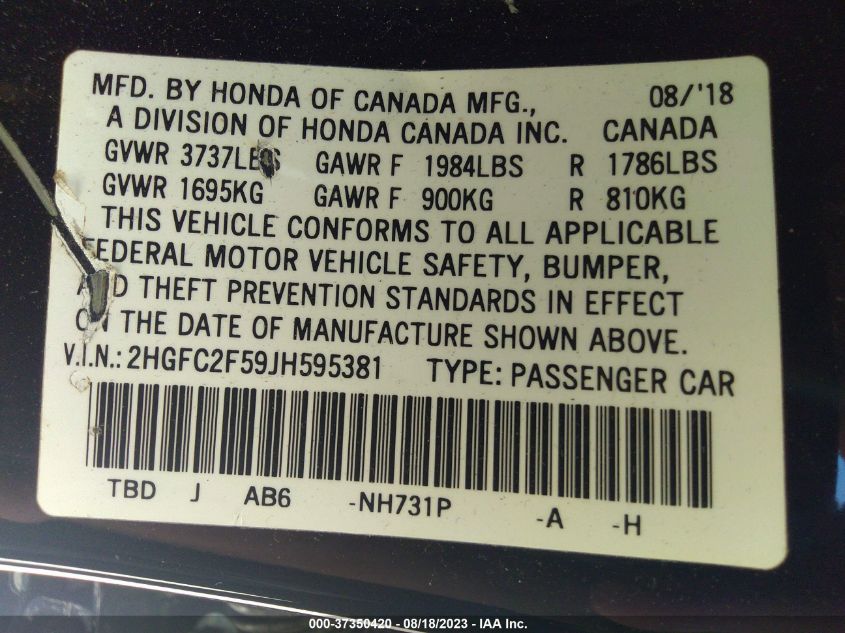 MFD. BY HONDA OF CANADA MFG., 08/'18
A DIVISION OF HONDA CANADA INC. CANADA
GVWR 3737LBS GAWR F 1984LBS R 1786LBS
GVWR 1695KG GAWR F 900KG R 810KG
THIS VEHICLE CONFORMS TO ALL APPLICABLE
FEDERAL MOTOR VEHICLE SAFETY, BUMPER,
AND THEFT PREVENTION STANDARDS IN EFFECT
ON THE DATE OF MANUFACTURE SHOWN ABOVE.
V.I.N.: 2HGFC2F59JH595381 TYPE: PASSENGER CAR
TBD J AB6 -NH731P -A -H
000-37350420 - 08/18/2023 - IAA Inc.